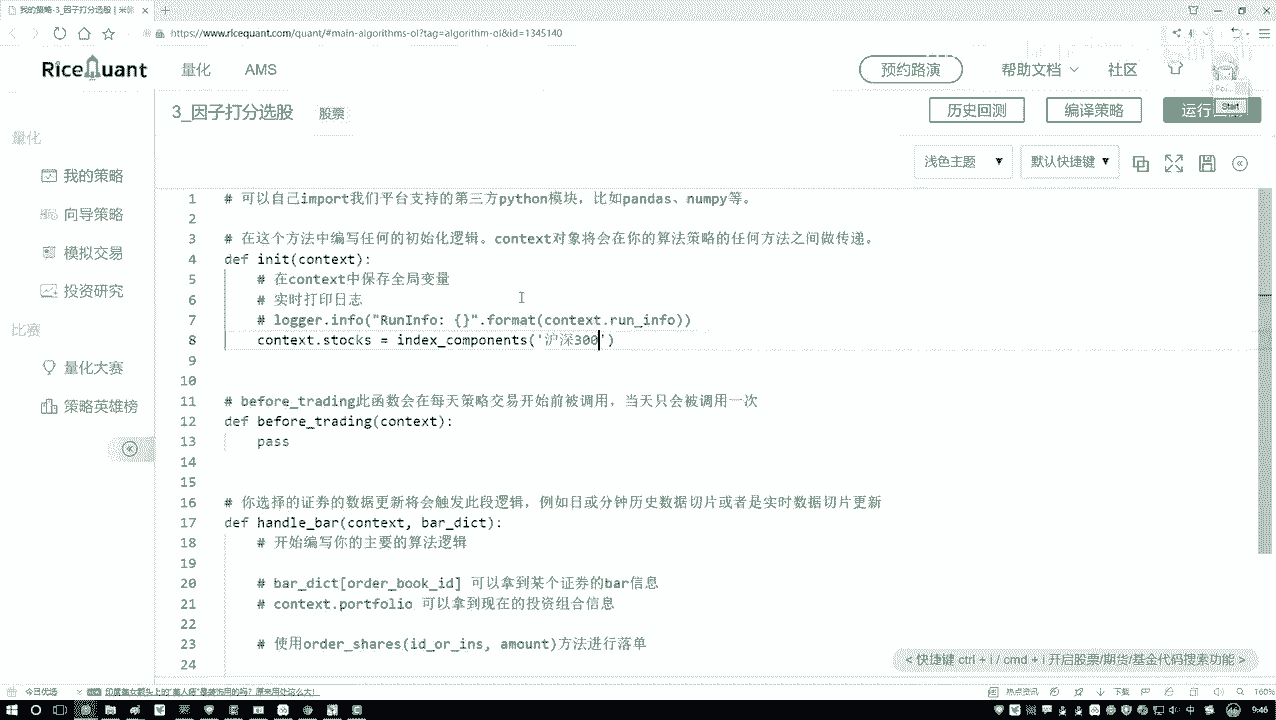 我的策略-3_因子打分选股 | 米
https://www.ricequant.com/quant/#main-algorithms-ol?tag=algorithm-ol&id=1345140
RiceQuant 量化 AMS 预约路演 帮助文档 社区
3_因子打分选股 股票 历史回测 编译策略 运行
Start
浅色主题 默认快捷键
量化
我的策略
向导策略
模拟交易
投资研究
比赛
量化大赛
策略英雄榜
1 # 可以自己import我们平台支持的第三方python模块，比如pandas、numpy等。
2
3 # 在这个方法中编写任何的初始化逻辑。context对象将会在你的算法策略的任何方法之间做传递。
4 def init(context):
5 # 在context中保存全局变量
6 # 实时打印日志
7 # logger.info("RunInfo: {}".format(context.run_info))
8 context.stocks = index_components('沪深300')
9
10
11 # before_trading此函数会在每天策略交易开始前被调用，当天只会被调用一次
12 def before_trading(context):
13 pass
14
15
16 # 你选择的证券的数据更新将会触发此段逻辑，例如日或分钟历史数据切片或者是实时数据切片更新
17 def handle_bar(context, bar_dict):
18 # 开始编写你的主要的算法逻辑
19
20 # bar_dict[order_book_id] 可以拿到某个证券的bar信息
21 # context.portfolio 可以拿到现在的投资组合信息
22
23 # 使用order_shares(id_or_ins, amount)方法进行落单
24
< 快捷键 ctrl + i / cmd + i 开启股票/期货/基金代码搜索功能 >
今日优选
热点资讯 下载 160%
中 9:46